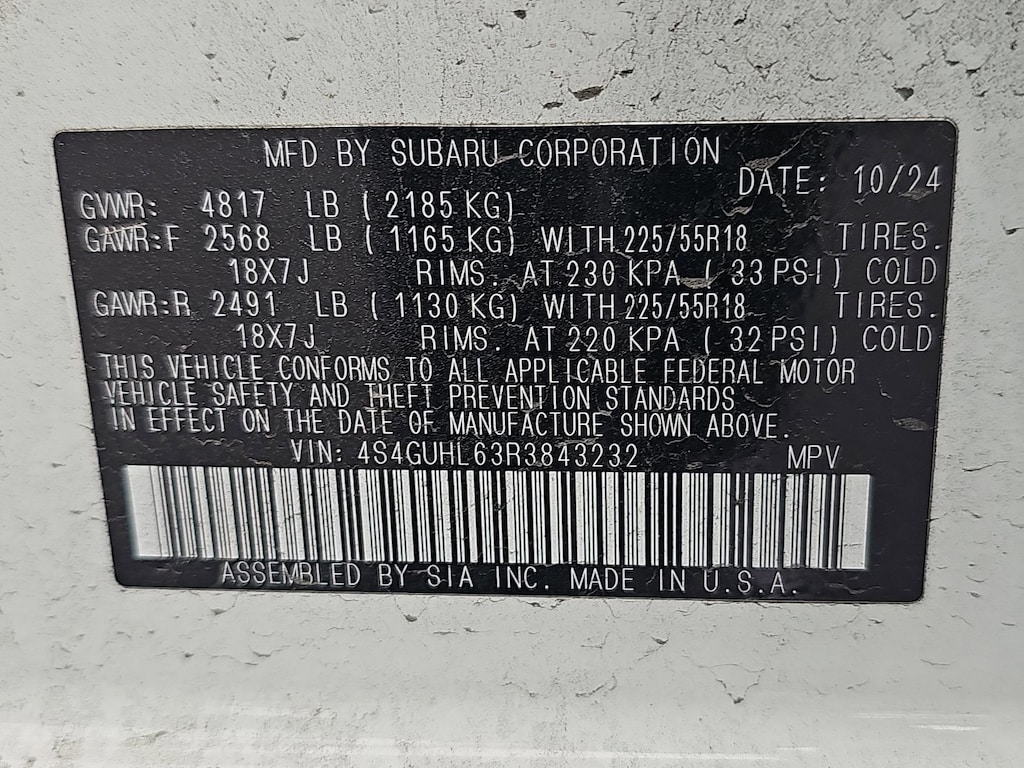 MFD BY SUBARU CORPORATION
DATE: 10/24
GVWR: 4817 LB ( 2185 KG)
GAWR:F 2568 LB ( 1165 KG) WITH 225/55R18 TIRES.
18X7J RIMS. AT 230 KPA ( 33 PSI) COLD
GAWR:R 2491 LB ( 1130 KG) WITH 225/55R18 TIRES.
18X7J RIMS. AT 220 KPA ( 32 PSI) COLD
THIS VEHICLE CONFORMS TO ALL APPLICABLE FEDERAL MOTOR
VEHICLE SAFETY AND THEFT PREVENTION STANDARDS
IN EFFECT ON THE DATE OF MANUFACTURE SHOWN ABOVE.
VIN: 4S4GUHL63R3843232 MPV
ASSEMBLED BY SIA INC. MADE IN U.S.A.